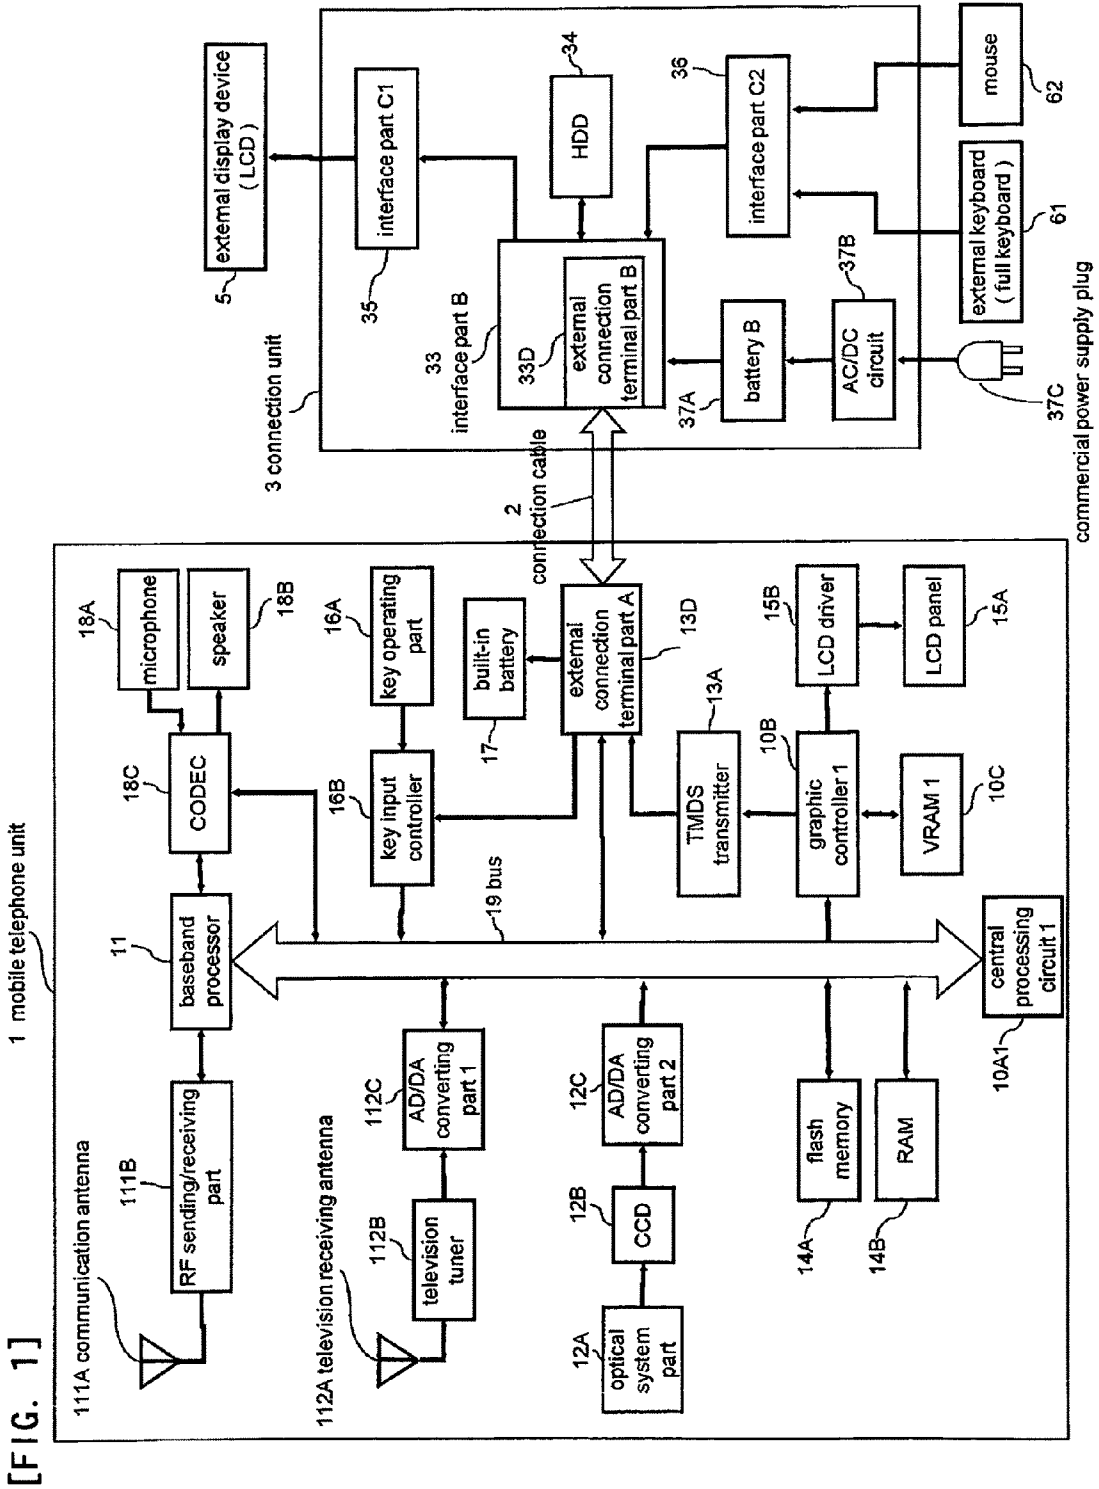 [FIG. 1]
1 mobile telephone unit
111A communication antenna
111B
RF sending/receiving
part
11
baseband
processor
18C
CODEC
18A
microphone
speaker
18B
112A television receiving antenna
112B
television
tuner
112C
AD/DA
converting
part 1
16B
key input
controller
16A
key operating
part
19 bus
17
built-in
battery
12A
optical
system
part
12B
CCD
12C
AD/DA
converting
part 2
external
connection
terminal part A
13D
TMDS
transmitter
13A
14A
flash
memory
14B
RAM
10B
graphic
controller 1
15B
LCD driver
LCD panel
15A
VRAM 1
10C
central
processing
circuit 1
10A1
2
connection cable
3 connection unit
5
external display device
( LCD )
35
interface part C1
33
interface part B
33D
external
connection
terminal part B
34
HDD
36
interface part C2
37A
battery B
37B
AC/DC
circuit
37C
commercial power supply plug
external keyboard
( full keyboard )
61
mouse
62